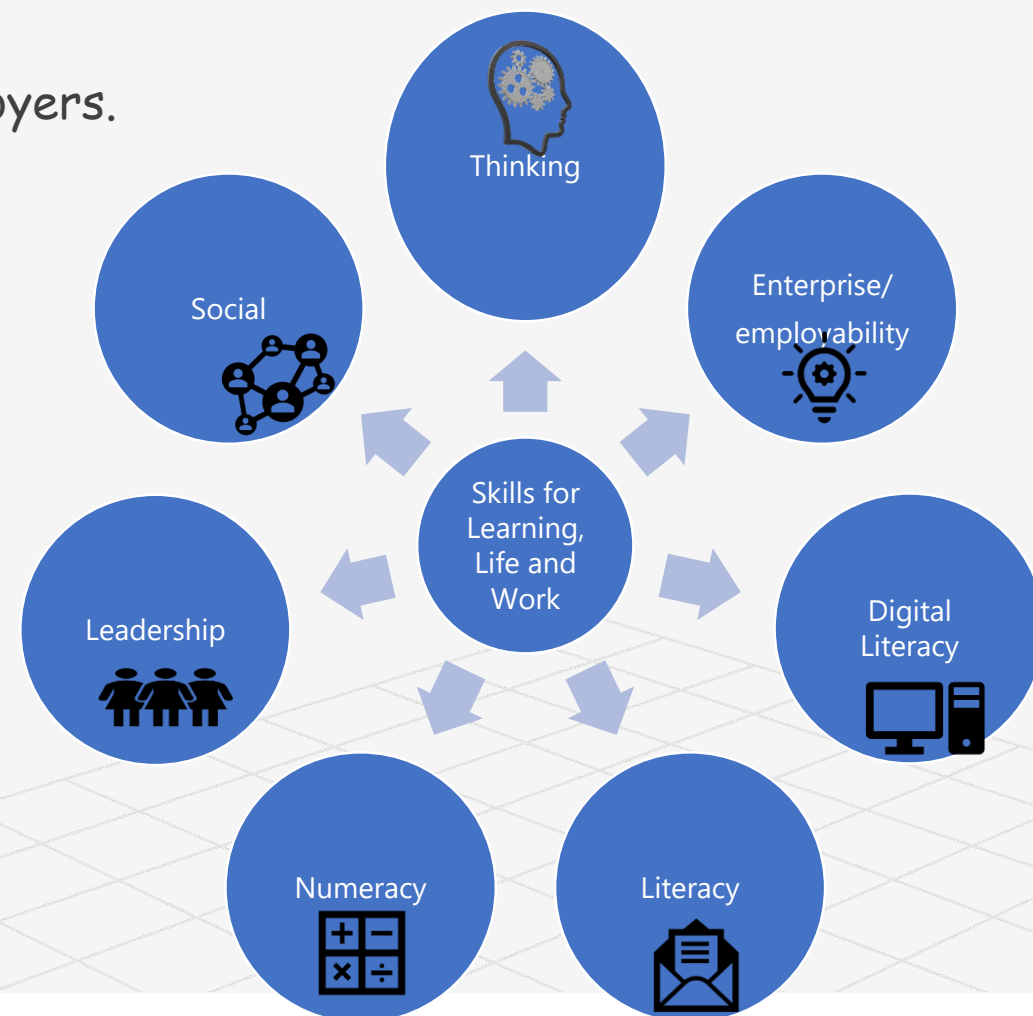 oyers.
Thinking
Enterprise/
employability
Social
Skills for
Learning,
Life and
Work
Digital
Literacy
Leadership
Numeracy
Literacy